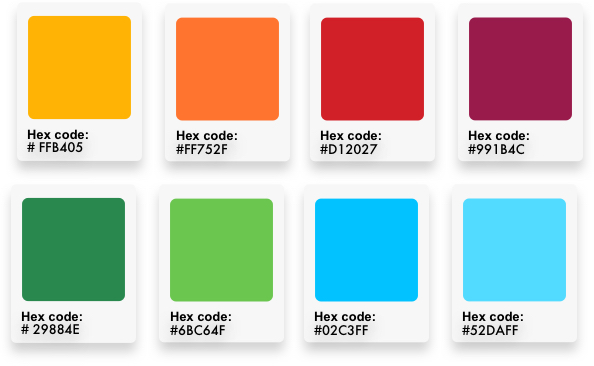 Hex code: Hex code: Hex code: Hex code:
# FFB405 #FF752F #D12027 #991B4C
Hex code: Hex code: Hex code: Hex code:
# 29884E #6BC64F #02C3FF #52DAFF